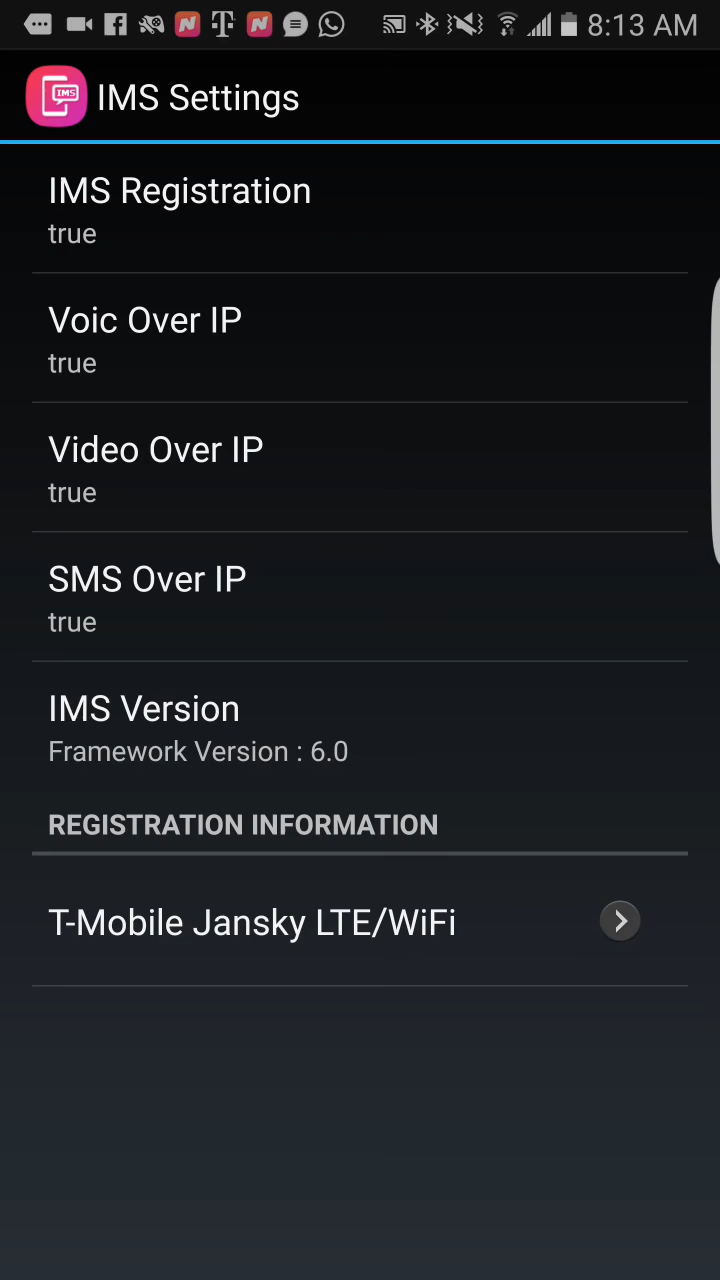 8:13 AM
IMS IMS Settings
IMS Registration
true
Voic Over IP
true
Video Over IP
true
SMS Over IP
true
IMS Version
Framework Version : 6.0
REGISTRATION INFORMATION
T-Mobile Jansky LTE/WiFi